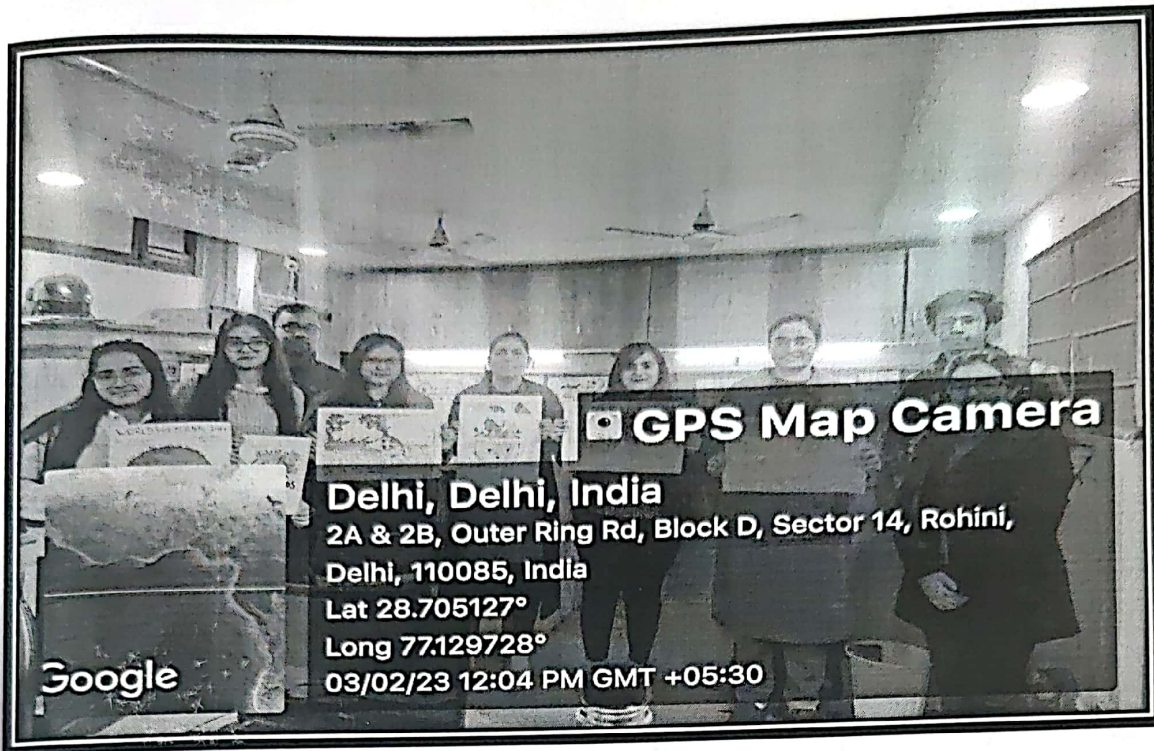 GPS Map Camera
Delhi, Delhi, India
2A & 2B, Outer Ring Rd, Block D, Sector 14, Rohini,
Delhi, 110085, India
Lat 28.705127°
Long 77.129728°
03/02/23 12:04 PM GMT +05:30
Google